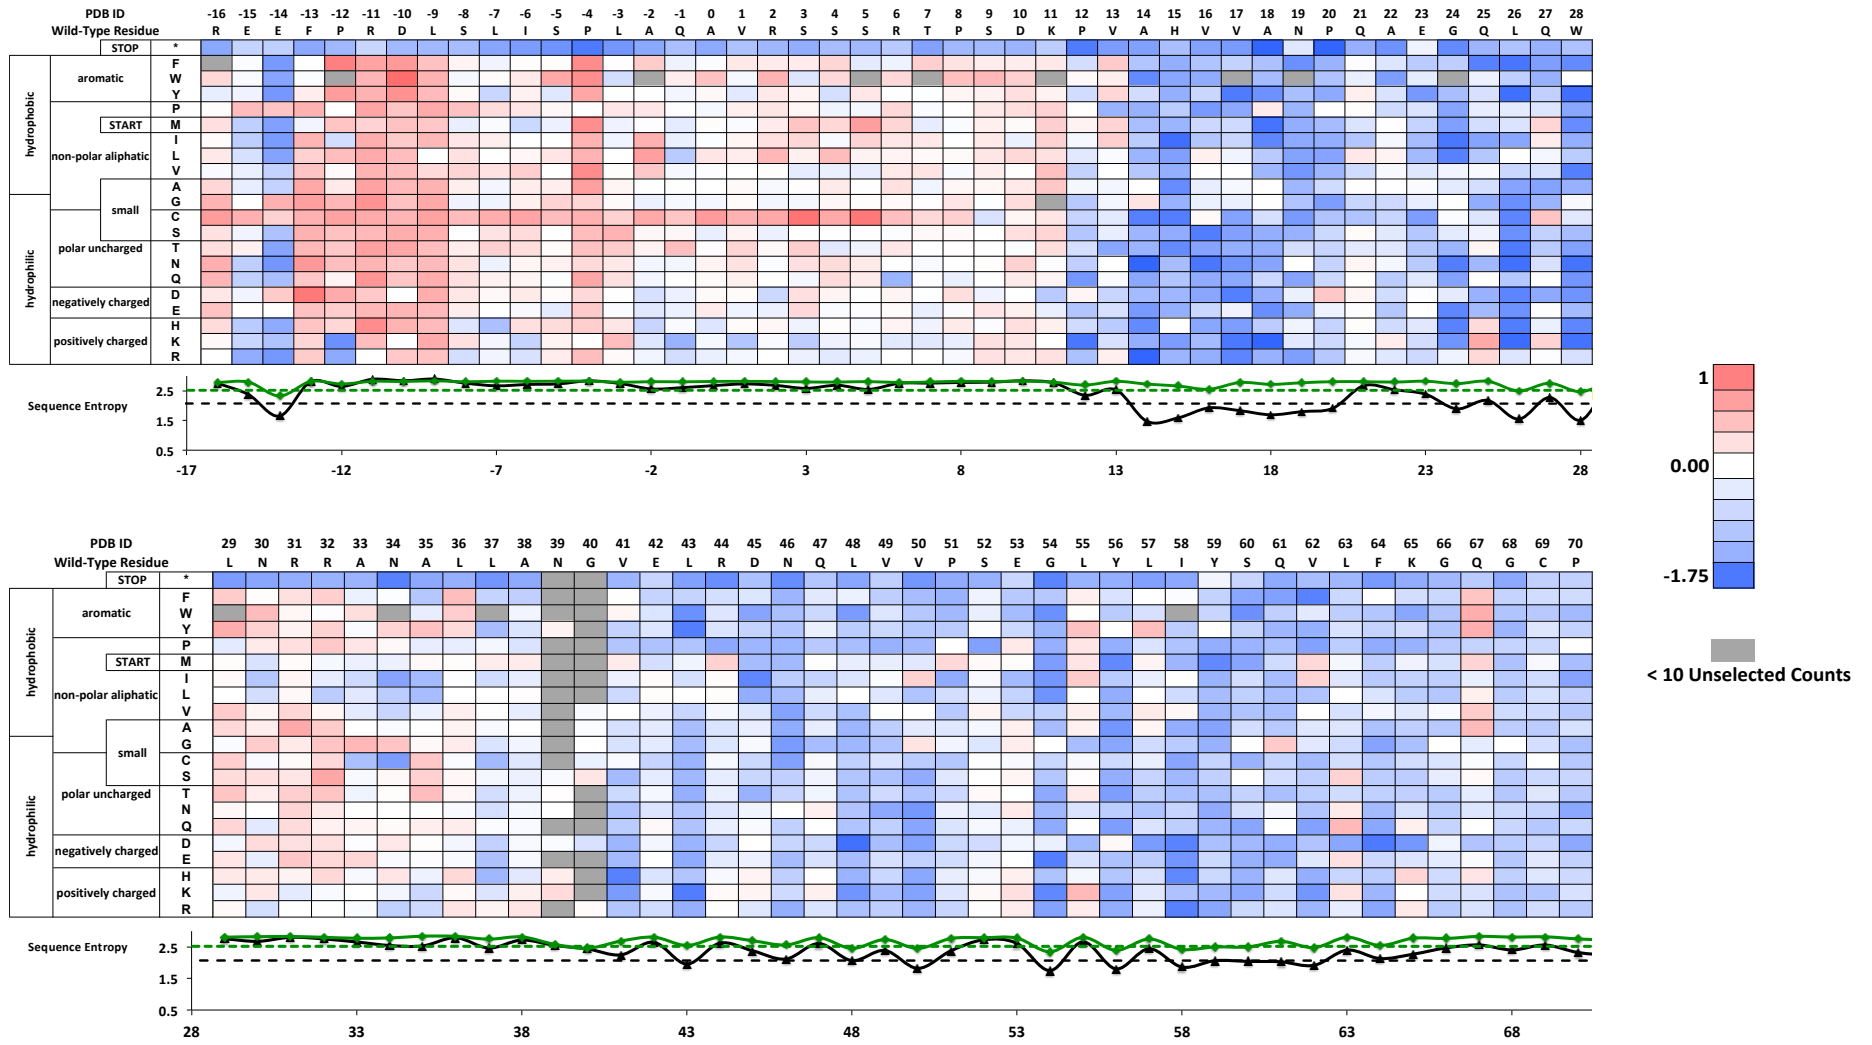 PDB ID -16 -15 -14 -13 -12 -11 -10 -9 -8 -7 -6 -5 -4 -3 -2 -1 0 1 2 3 4 5 6 7 8 9 10 11 12 13 14 15 16 17 18 19 20 21 22 23 24 25 26 27 28
Wild-Type Residue R E E F P R D L S L I S P L A Q A V R S S S R T P S D K P V A H V V A N P Q A E G Q L Q W
STOP *
F
aromatic W
Y
P
START M
I
non-polar aliphatic L
V
A
G
small C
S
polar uncharged T
N
Q
D
negatively charged
E
H
positively charged K
R
hydrophobic
hydrophilic
Sequence Entropy
2.5
1.5
0.5
-17 -12 -7 -2 3 8 13 18 23 28
1
0.00
-1.75
< 10 Unselected Counts
PDB ID 29 30 31 32 33 34 35 36 37 38 39 40 41 42 43 44 45 46 47 48 49 50 51 52 53 54 55 56 57 58 59 60 61 62 63 64 65 66 67 68 69 70
Wild-Type Residue L N R R A N A L L A N G V E L R D N Q L V V P S E G L Y L I Y S Q V L F K G Q G C P
STOP *
F
aromatic W
Y
P
START M
I
non-polar aliphatic L
V
A
G
small C
S
polar uncharged T
N
Q
D
negatively charged
E
H
positively charged K
R
hydrophobic
hydrophilic
Sequence Entropy
2.5
1.5
0.5
28 33 38 43 48 53 58 63 68